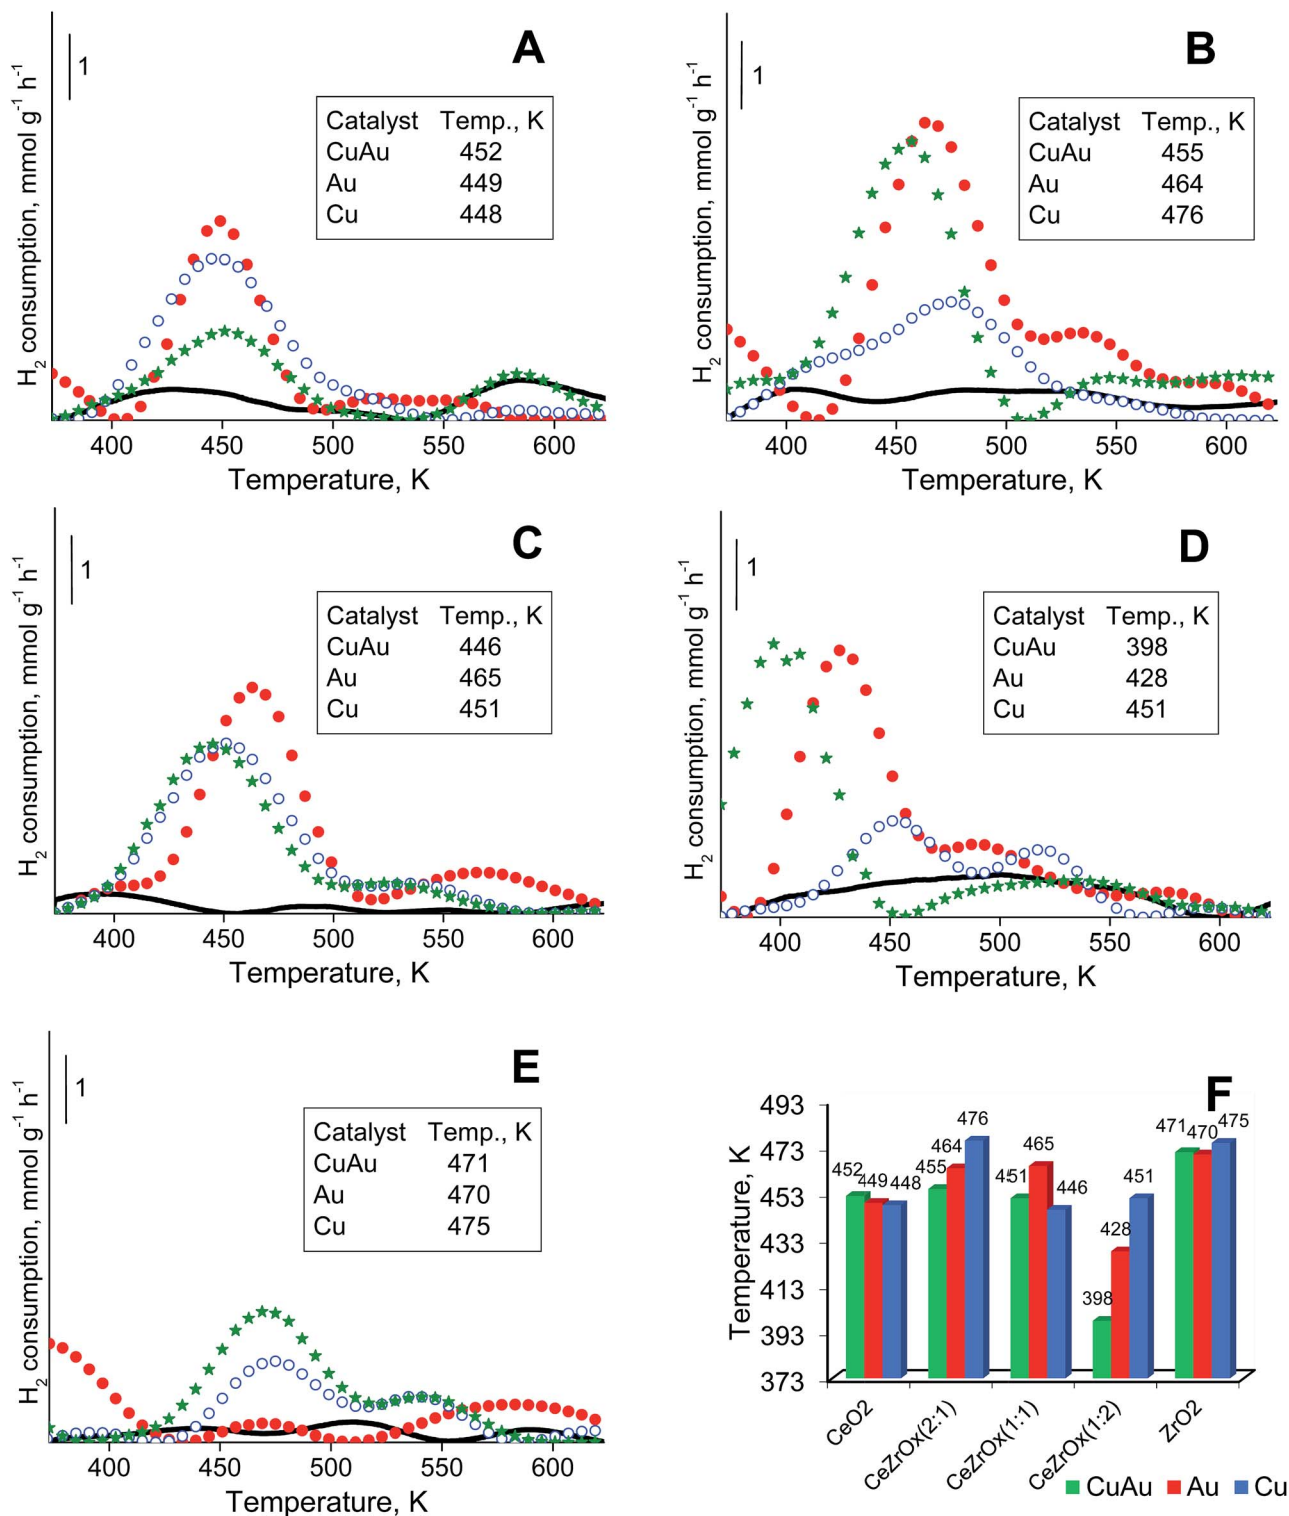 A
H₂ consumption, mmol g⁻¹ h⁻¹
1
Catalyst Temp., K
CuAu 452
Au 449
Cu 448
400 450 500 550 600
Temperature, K
B
H₂ consumption, mmol g⁻¹ h⁻¹
1
Catalyst Temp., K
CuAu 455
Au 464
Cu 476
400 450 500 550 600
Temperature, K
C
H₂ consumption, mmol g⁻¹ h⁻¹
1
Catalyst Temp., K
CuAu 446
Au 465
Cu 451
400 450 500 550 600
Temperature, K
D
H₂ consumption, mmol g⁻¹ h⁻¹
1
Catalyst Temp., K
CuAu 398
Au 428
Cu 451
400 450 500 550 600
Temperature, K
E
H₂ consumption, mmol g⁻¹ h⁻¹
1
Catalyst Temp., K
CuAu 471
Au 470
Cu 475
400 450 500 550 600
Temperature, K
F
Temperature, K
493
473
453
433
413
393
373
452 449 448
455 464 476
451 465 446
398 428 451
471 470 475
CeO2
CeZrOx(2:1)
CeZrOx(1:1)
CeZrOx(1:2)
ZrO2
CuAu Au Cu